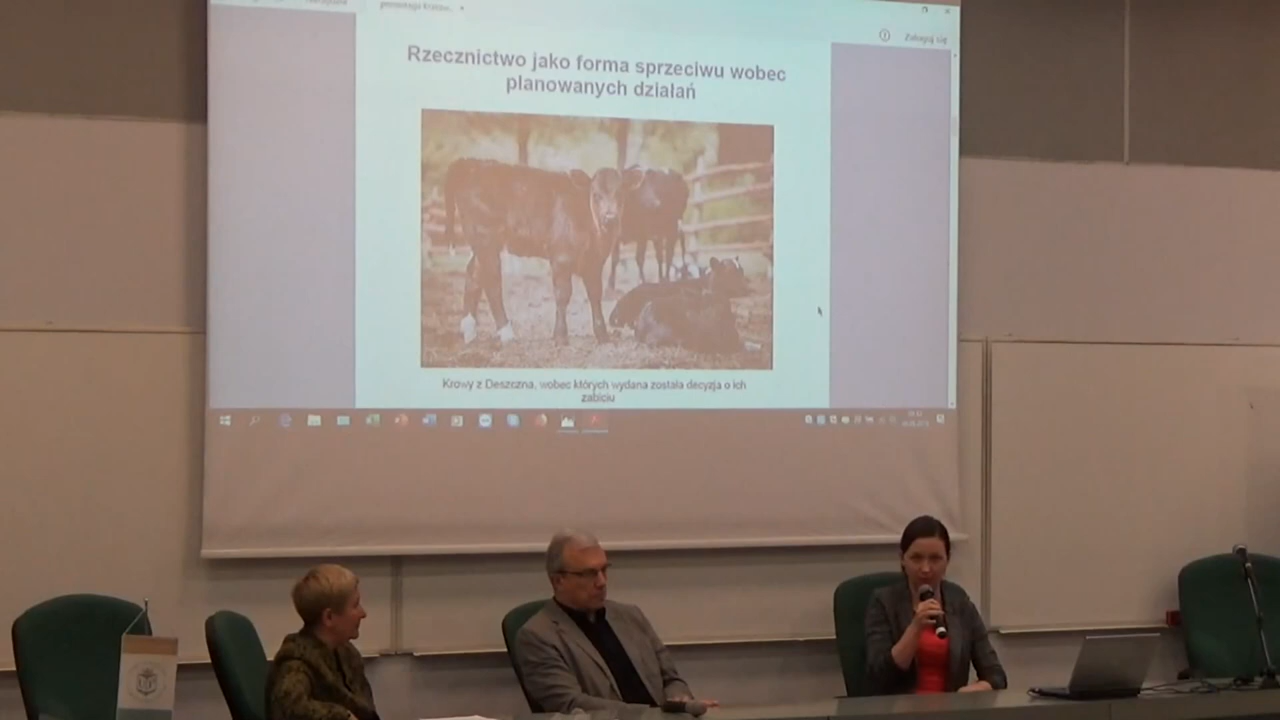 Zaloguj się
Rzecznictwo jako forma sprzeciwu wobec
planowanych działań
Krowy z Deszczna, wobec których wydana została decyzja o ich
zabiciu